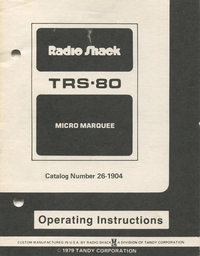 Radio Shack
TRS-80
MICRO MARQUEE
Catalog Number 26-1904
Operating Instructions
CUSTOM MANUFACTURED IN U.S.A. BY RADIO SHACK A DIVISION OF TANDY CORPORATION
© 1979 TANDY CORPORATION